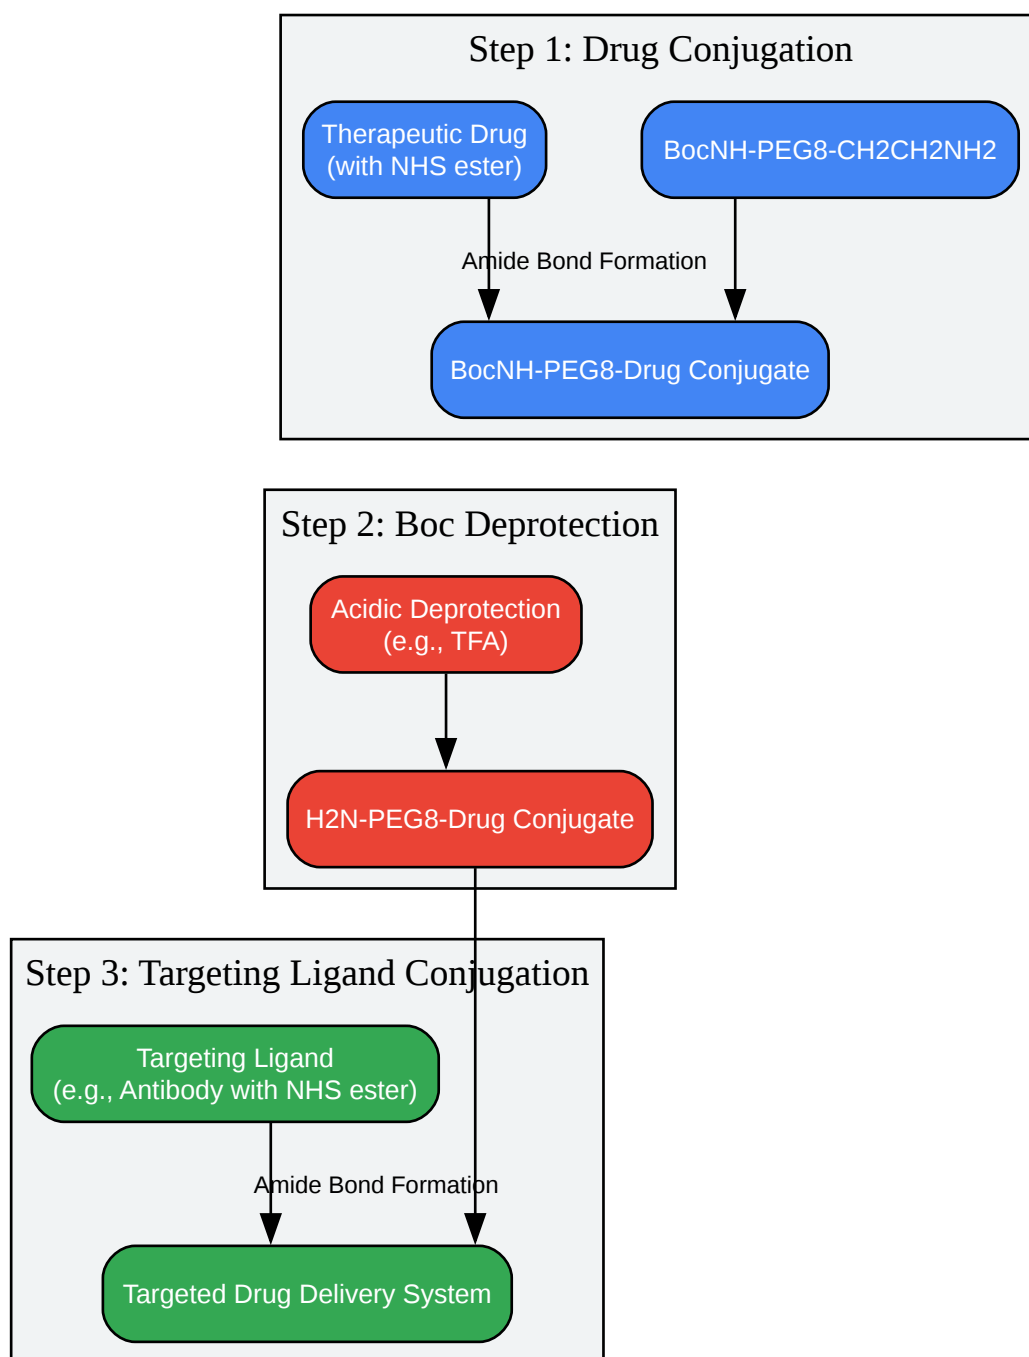 Step 1: Drug Conjugation
Therapeutic Drug
(with NHS ester)
BocNH-PEG8-CH2CH2NH2
Amide Bond Formation
BocNH-PEG8-Drug Conjugate
Step 2: Boc Deprotection
Acidic Deprotection
(e.g., TFA)
H2N-PEG8-Drug Conjugate
Step 3: Targeting Ligand Conjugation
Targeting Ligand
(e.g., Antibody with NHS ester)
Amide Bond Formation
Targeted Drug Delivery System